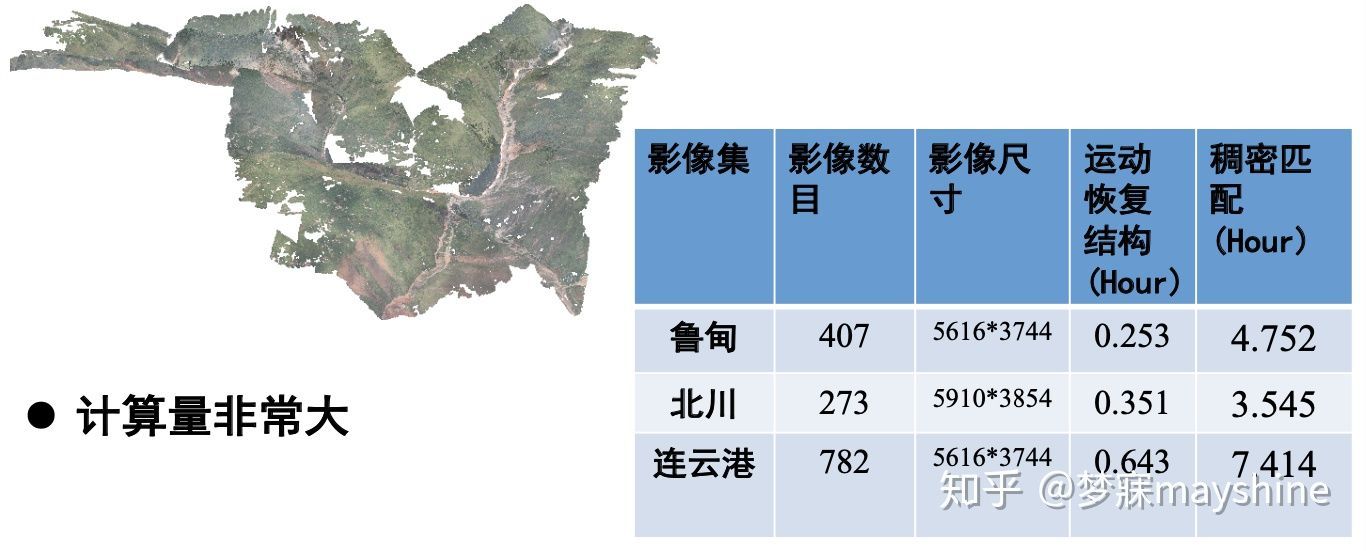 影像集
影像数
目
影像尺
寸
运动
恢复
结构
(Hour)
稠密匹
配
(Hour)
鲁甸 407 5616*3744 0.253 4.752
北川 273 5910*3854 0.351 3.545
连云港 782 5616*3744 0.643 7.414
● 计算量非常大
知乎 @梦寐mayshine